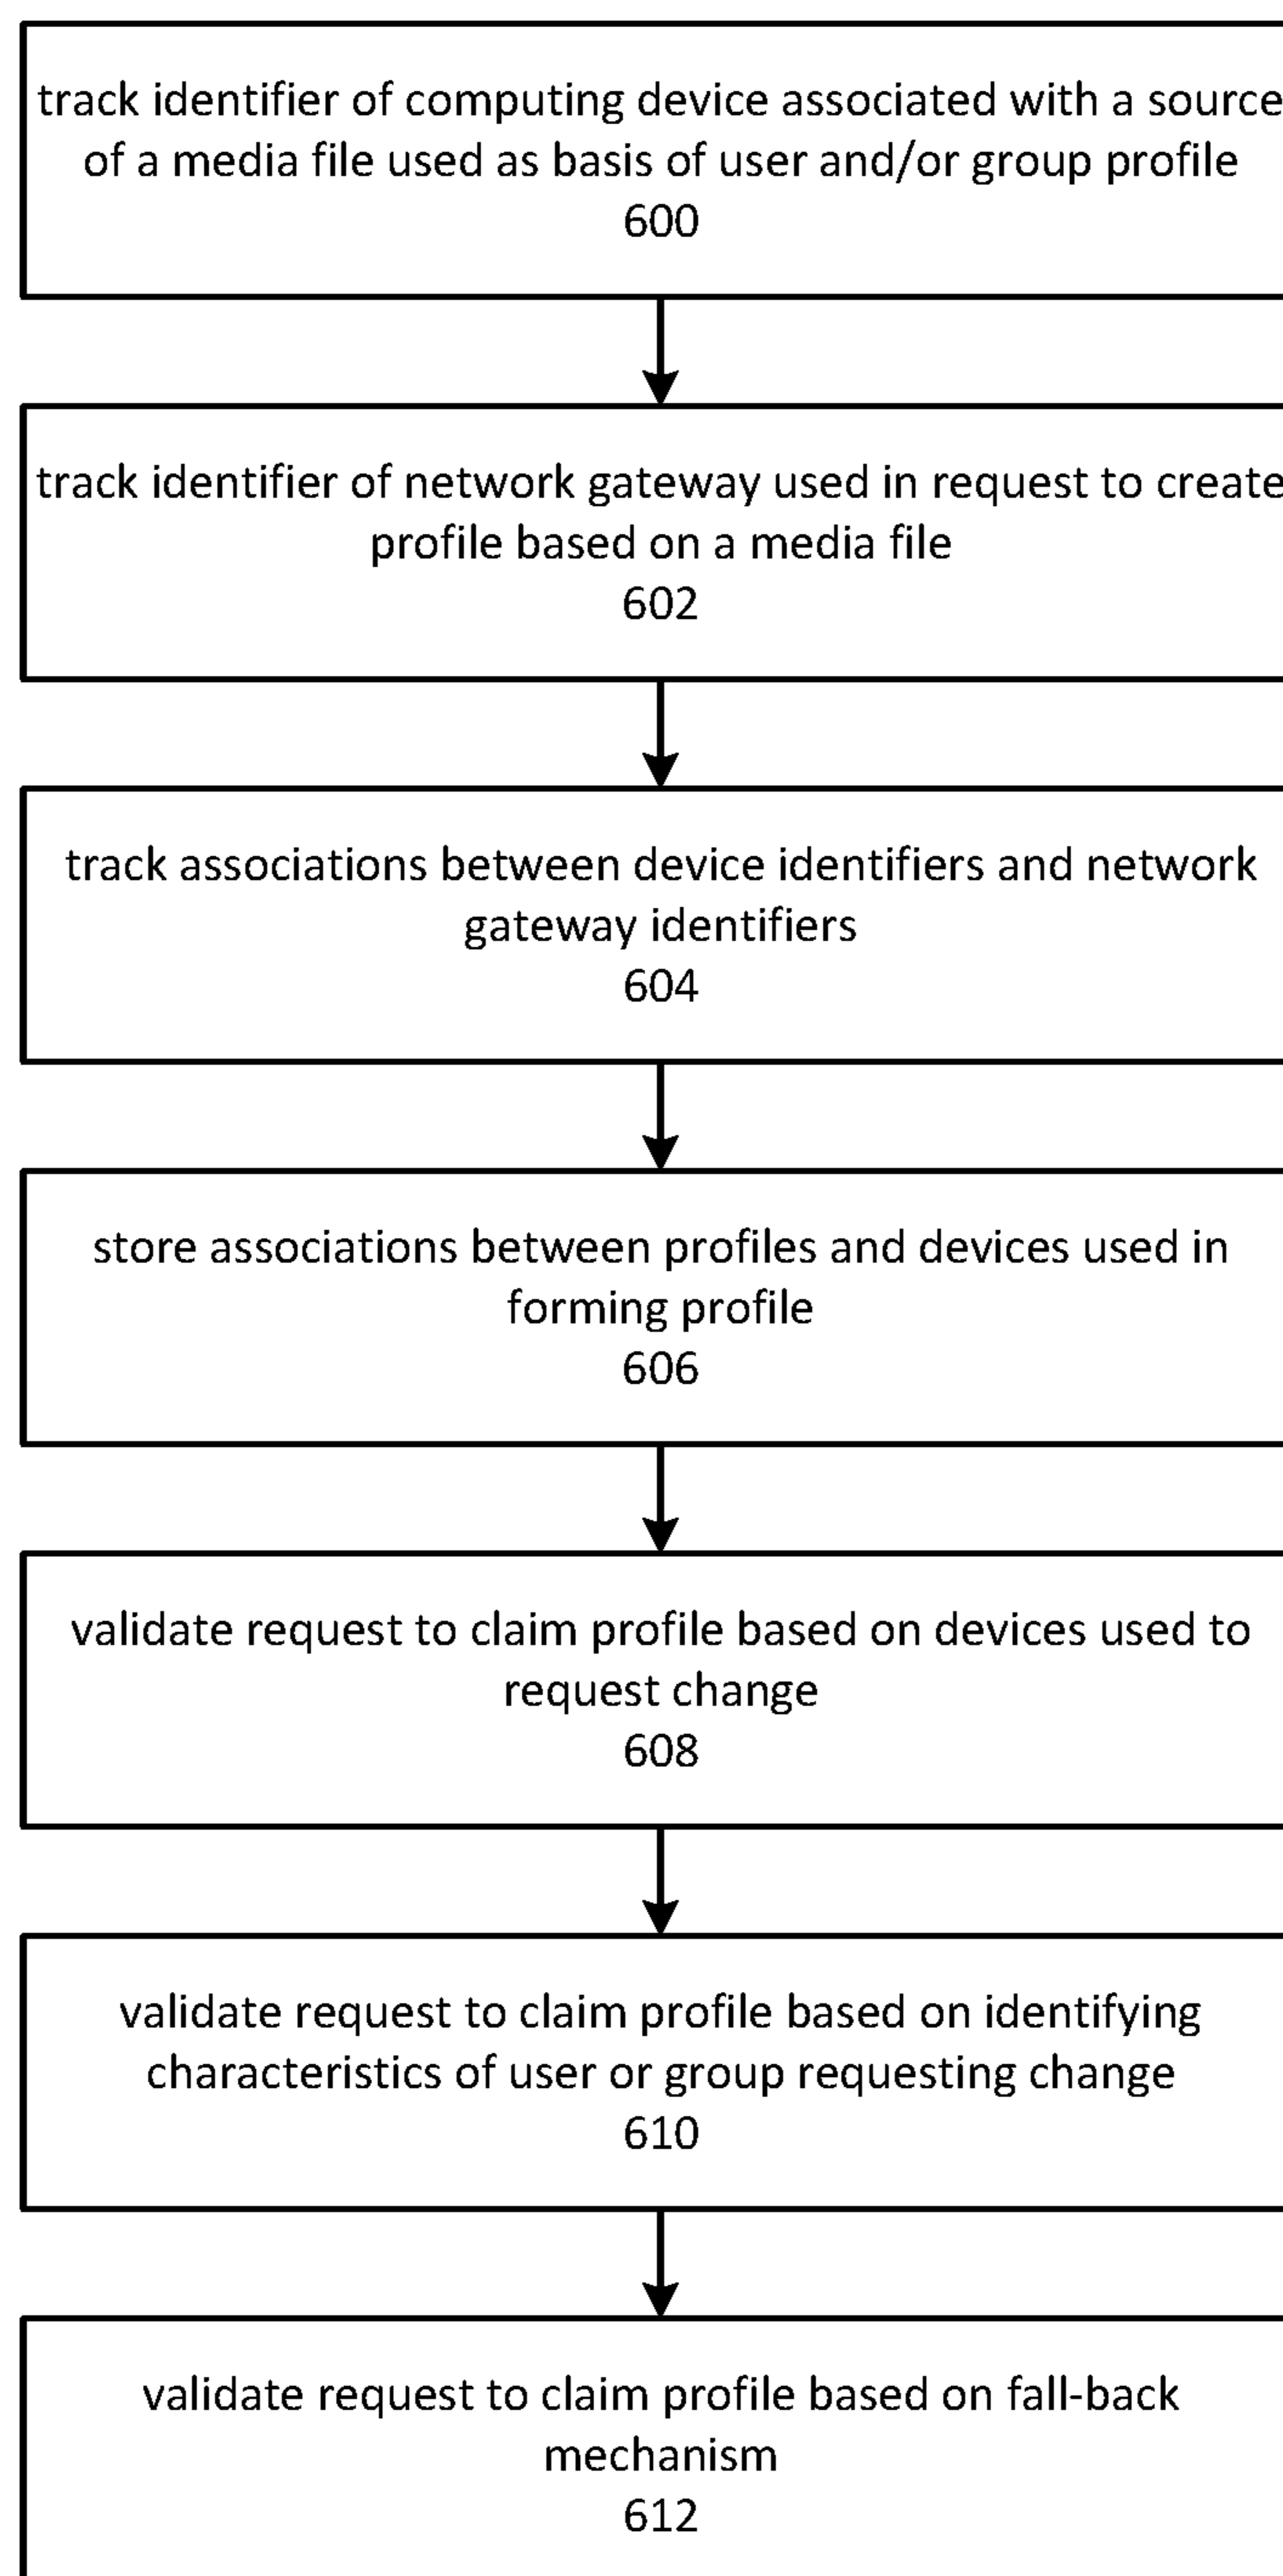 track identifier of computing device associated with a source
of a media file used as basis of user and/or group profile
600
track identifier of network gateway used in request to create
profile based on a media file
602
track associations between device identifiers and network
gateway identifiers
604
store associations between profiles and devices used in
forming profile
606
validate request to claim profile based on devices used to
request change
608
validate request to claim profile based on identifying
characteristics of user or group requesting change
610
validate request to claim profile based on fall-back
mechanism
612